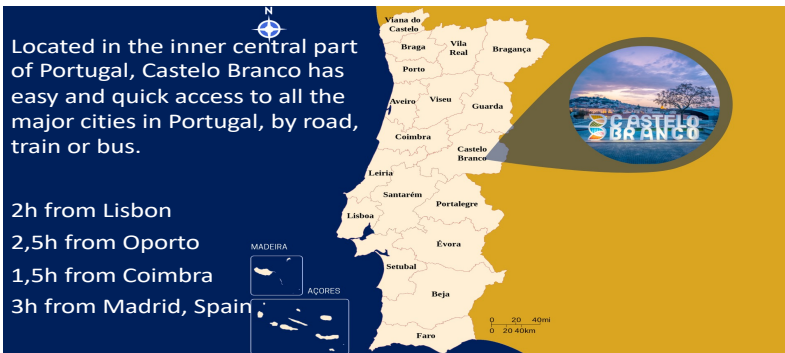 Located in the inner central part
of Portugal, Castelo Branco has
easy and quick access to all the
major cities in Portugal, by road,
train or bus.
2h from Lisbon
2,5h from Oporto
1,5h from Coimbra
3h from Madrid, Spain
N
Viana do
Castelo
Braga
Vila
Real
Bragança
Porto
Aveiro
Viseu
Guarda
Coimbra
Castelo
Branco
Leiria
Santarém
Portalegre
Lisboa
Évora
Setubal
Beja
Faro
MADEIRA
AÇORES
0 20 40mi
0 20 40km
CASTELO
BRANCO